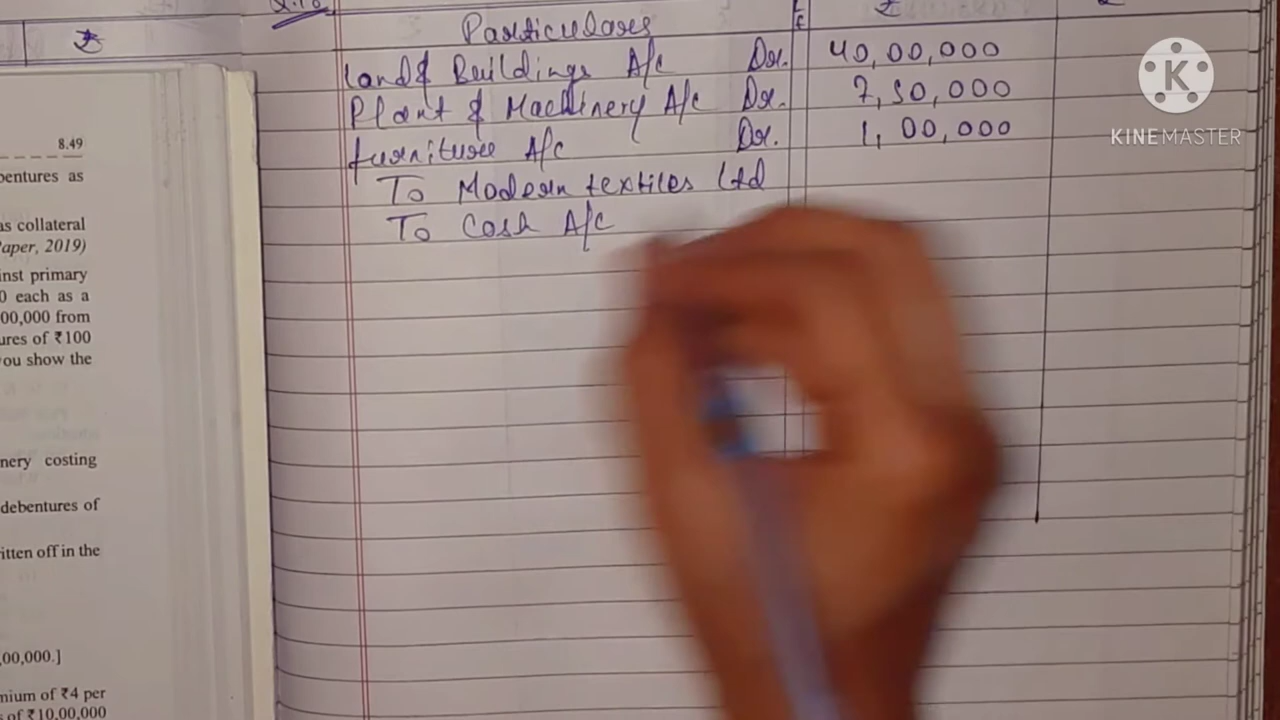 Particulars
₹
₹
Land & Buildings A/c Dr. 40,00,000
Plant & Machinery A/c Dr. 7,50,000
furniture A/c Dr. 1,00,000
To Modern textiles Ltd
To Cash A/c
KINEMASTER
8.49
bentures as
as collateral
aper, 2019)
inst primary
0 each as a
00,000 from
ures of ₹100
you show the
nery costing
debentures of
itten off in the
,00,000.]
mium of ₹4 per
s of ₹10,00,000